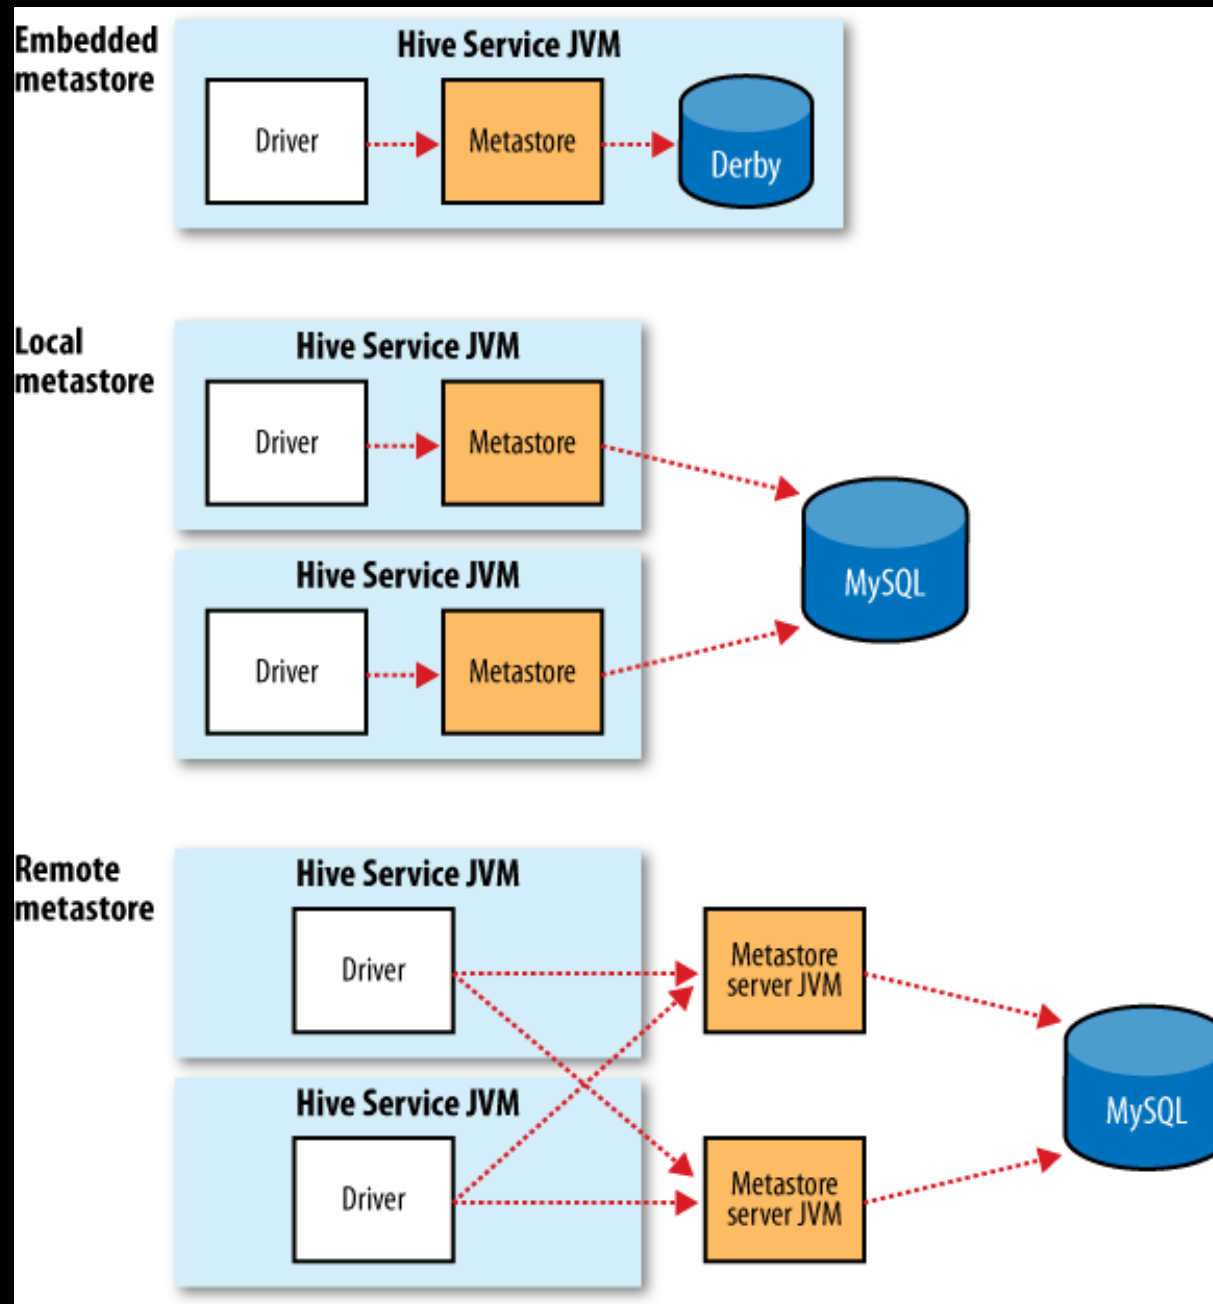 Embedded
metastore
Hive Service JVM
Driver
Metastore
Derby
Local
metastore
Hive Service JVM
Driver
Metastore
Hive Service JVM
Driver
Metastore
MySQL
Remote
metastore
Hive Service JVM
Driver
Metastore
server JVM
Hive Service JVM
Driver
Metastore
server JVM
MySQL